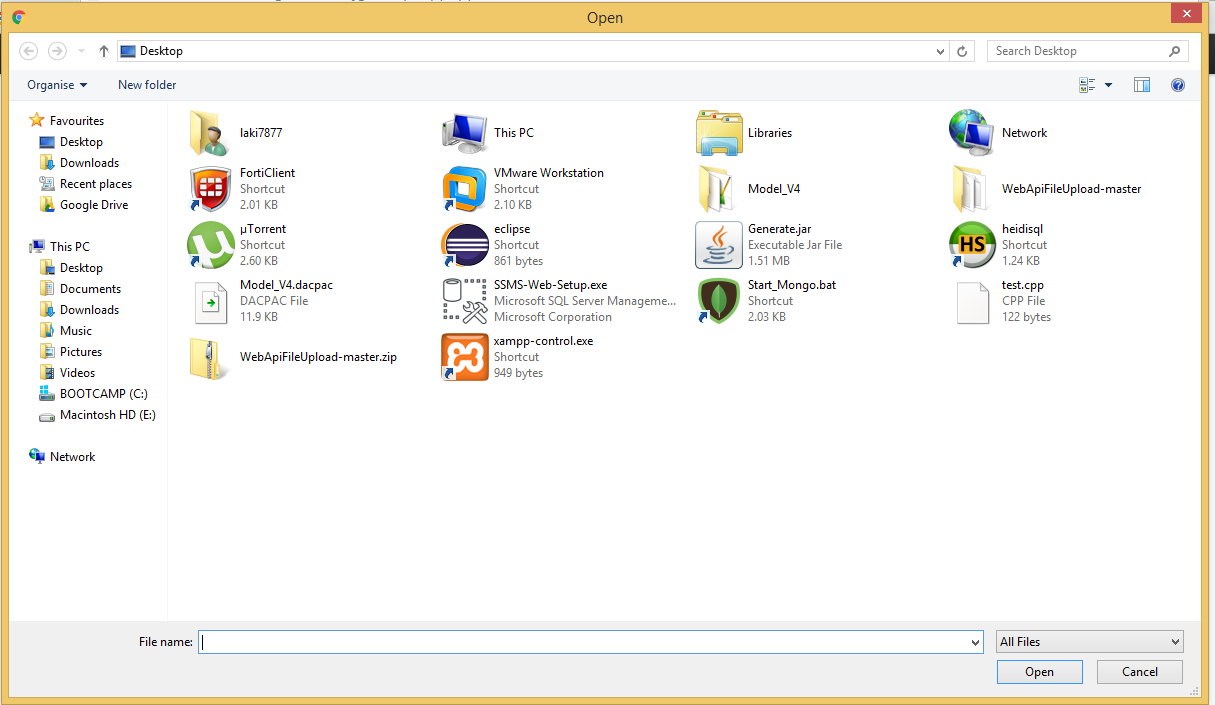 Open
Desktop
Search Desktop
Organise
New folder
Favourites
Desktop
Downloads
Recent places
Google Drive
This PC
Desktop
Documents
Downloads
Music
Pictures
Videos
BOOTCAMP (C:)
Macintosh HD (E:)
Network
laki7877
This PC
Libraries
Network
FortiClient
Shortcut
2.01 KB
VMware Workstation
Shortcut
2.10 KB
Model_V4
WebApiFileUpload-master
µTorrent
Shortcut
2.60 KB
eclipse
Shortcut
861 bytes
Generate.jar
Executable Jar File
1.51 MB
HS
heidisql
Shortcut
1.24 KB
Model_V4.dacpac
DACPAC File
11.9 KB
SSMS-Web-Setup.exe
Microsoft SQL Server Manageme...
Microsoft Corporation
Start_Mongo.bat
Shortcut
2.03 KB
test.cpp
CPP File
122 bytes
WebApiFileUpload-master.zip
xampp-control.exe
Shortcut
949 bytes
File name:
All Files
Open
Cancel